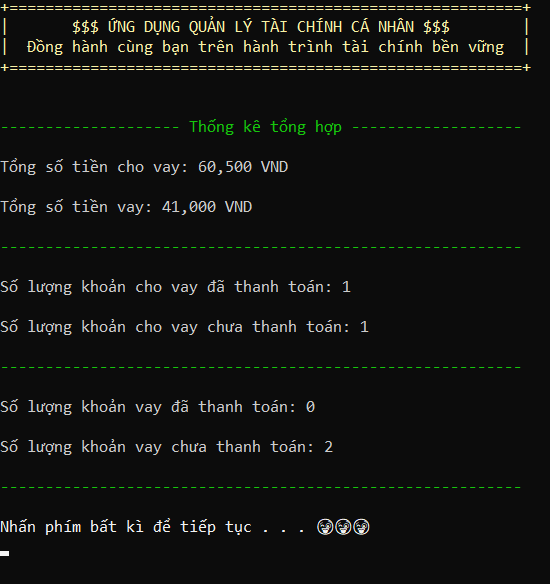 +=========================================================+
| $$$ ỨNG DỤNG QUẢN LÝ TÀI CHÍNH CÁ NHÂN $$$ |
| Đồng hành cùng bạn trên hành trình tài chính bền vững |
+=========================================================+
-------------------- Thống kê tổng hợp -------------------
Tổng số tiền cho vay: 60,500 VND
Tổng số tiền vay: 41,000 VND
----------------------------------------------------------
Số lượng khoản cho vay đã thanh toán: 1
Số lượng khoản cho vay chưa thanh toán: 1
----------------------------------------------------------
Số lượng khoản vay đã thanh toán: 0
Số lượng khoản vay chưa thanh toán: 2
----------------------------------------------------------
Nhấn phím bất kì để tiếp tục . . .